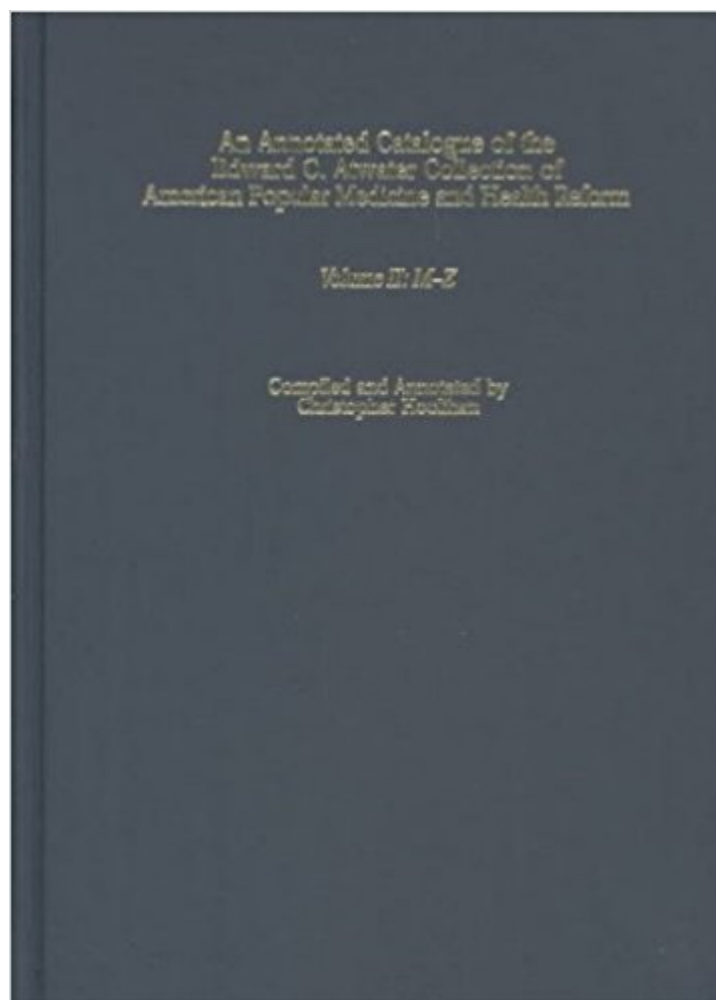 An Annotated Catalogue of the
Edward C. Atwater Collection of
American Popular Medicine and Health Reform
Volume II: M–Z
Compiled and Annotated by
Christopher Hoolihan